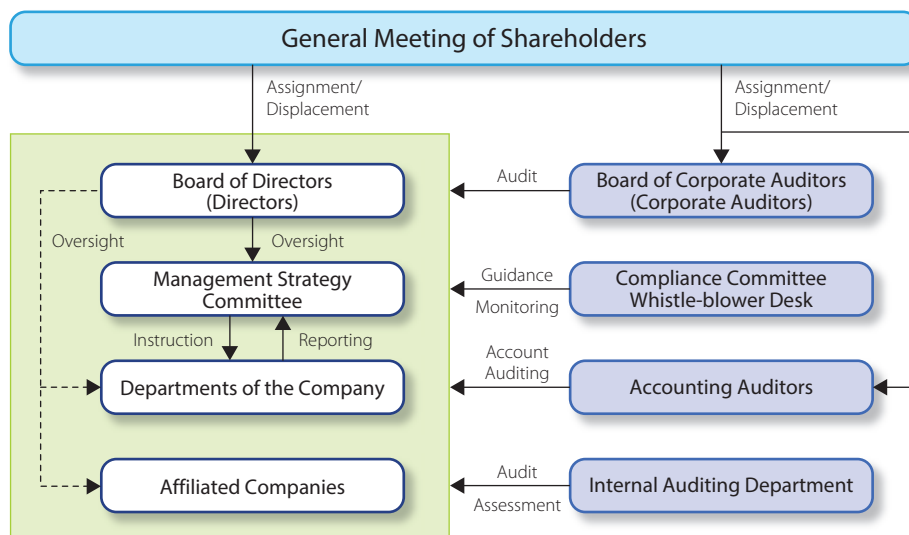 General Meeting of Shareholders
Assignment/
Displacement
Assignment/
Displacement
Board of Directors
(Directors)
Audit
Board of Corporate Auditors
(Corporate Auditors)
Oversight
Oversight
Management Strategy
Committee
Guidance
Monitoring
Compliance Committee
Whistle-blower Desk
Instruction
Reporting
Departments of the Company
Account
Auditing
Accounting Auditors
Affiliated Companies
Audit
Assessment
Internal Auditing Department